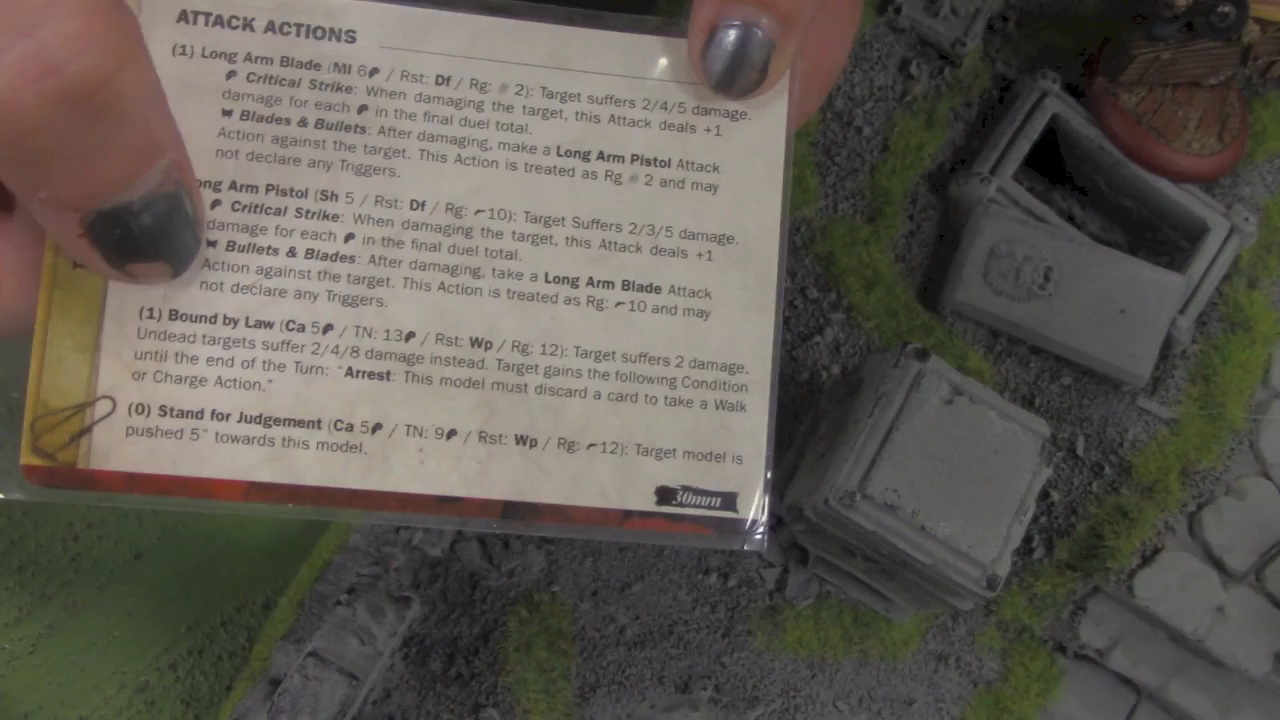 ATTACK ACTIONS
(1) Long Arm Blade (Ml 6 / Rst: Df / Rg: 2): Target suffers 2/4/5 damage.
Critical Strike: When damaging the target, this Attack deals +1
damage for each in the final duel total.
Blades & Bullets: After damaging, make a Long Arm Pistol Attack
Action against the target. This Action is treated as Rg 2 and may
not declare any Triggers.
ong Arm Pistol (Sh 5 / Rst: Df / Rg: 10): Target Suffers 2/3/5 damage.
Critical Strike: When damaging the target, this Attack deals +1
damage for each in the final duel total.
Bullets & Blades: After damaging, take a Long Arm Blade Attack
Action against the target. This Action is treated as Rg: 10 and may
not declare any Triggers.
(1) Bound by Law (Ca 5 / TN: 13 / Rst: Wp / Rg: 12): Target suffers 2 damage.
Undead targets suffer 2/4/8 damage instead. Target gains the following Condition
until the end of the Turn: "Arrest: This model must discard a card to take a Walk
or Charge Action."
(0) Stand for Judgement (Ca 5 / TN: 9 / Rst: Wp / Rg: 12): Target model is
pushed 5" towards this model.
30mm